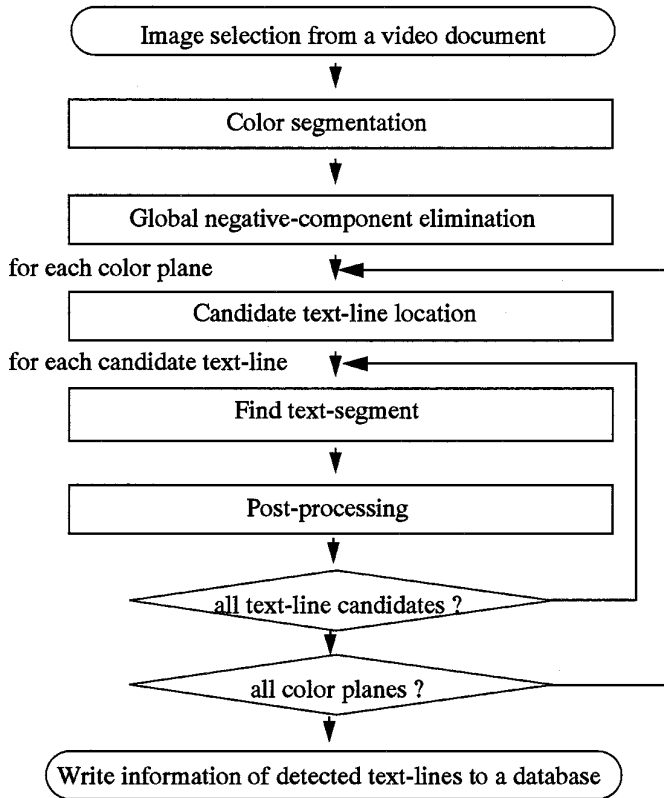 Image selection from a video document
Color segmentation
Global negative-component elimination
for each color plane
Candidate text-line location
for each candidate text-line
Find text-segment
Post-processing
all text-line candidates ?
all color planes ?
Write information of detected text-lines to a database